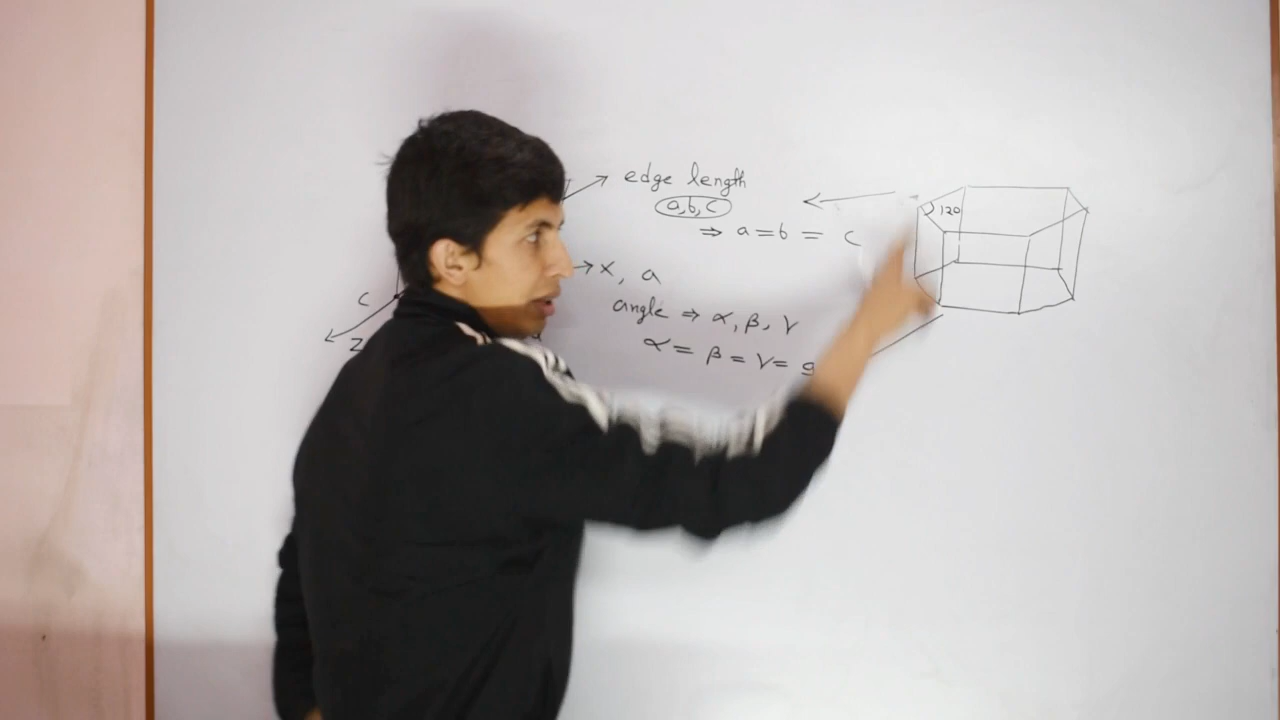 edge length
a, b, c
⇒ a = b = c
120
→ x, a
c
angle ⇒ α, β, γ
z
α = β = γ =